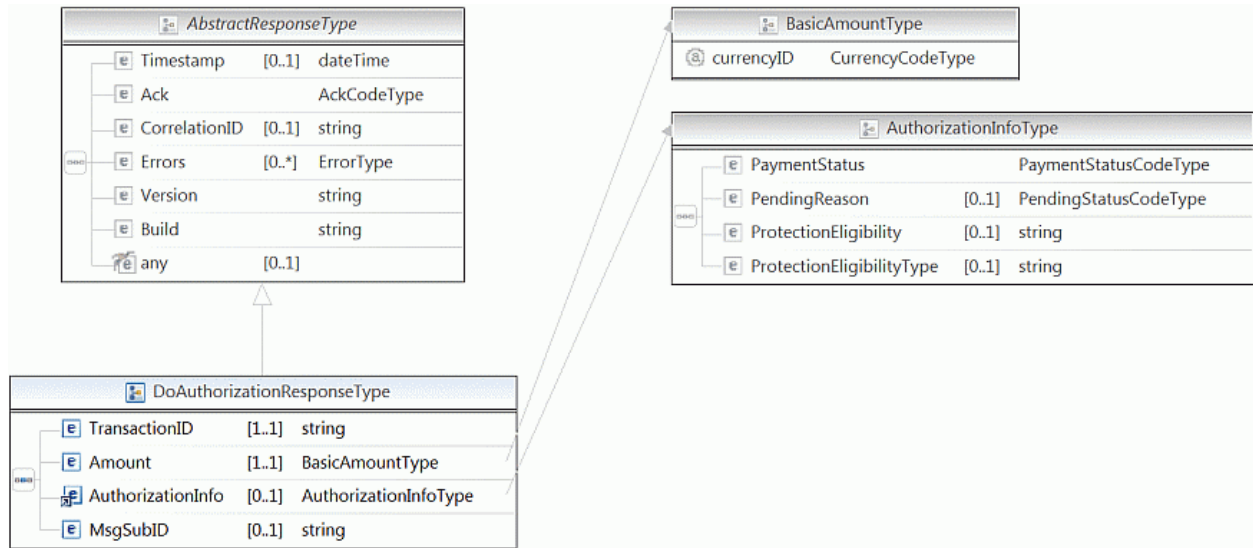 AbstractResponseType
Timestamp [0..1] dateTime
Ack AckCodeType
CorrelationID [0..1] string
Errors [0..*] ErrorType
Version string
Build string
any [0..1]
BasicAmountType
currencyID CurrencyCodeType
AuthorizationInfoType
PaymentStatus PaymentStatusCodeType
PendingReason [0..1] PendingStatusCodeType
ProtectionEligibility [0..1] string
ProtectionEligibilityType [0..1] string
DoAuthorizationResponseType
TransactionID [1..1] string
Amount [1..1] BasicAmountType
AuthorizationInfo [0..1] AuthorizationInfoType
MsgSubID [0..1] string